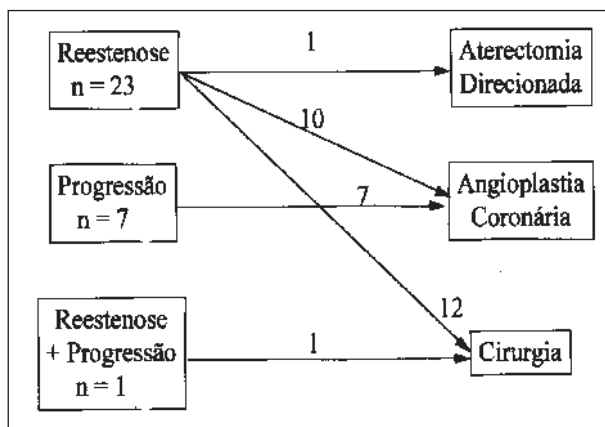 Reestenose
n = 23
1
Aterectomia
Direcionada
10
Progressão
n = 7
7
Angioplastia
Coronária
12
Reestenose
+ Progressão
n = 1
1
Cirurgia